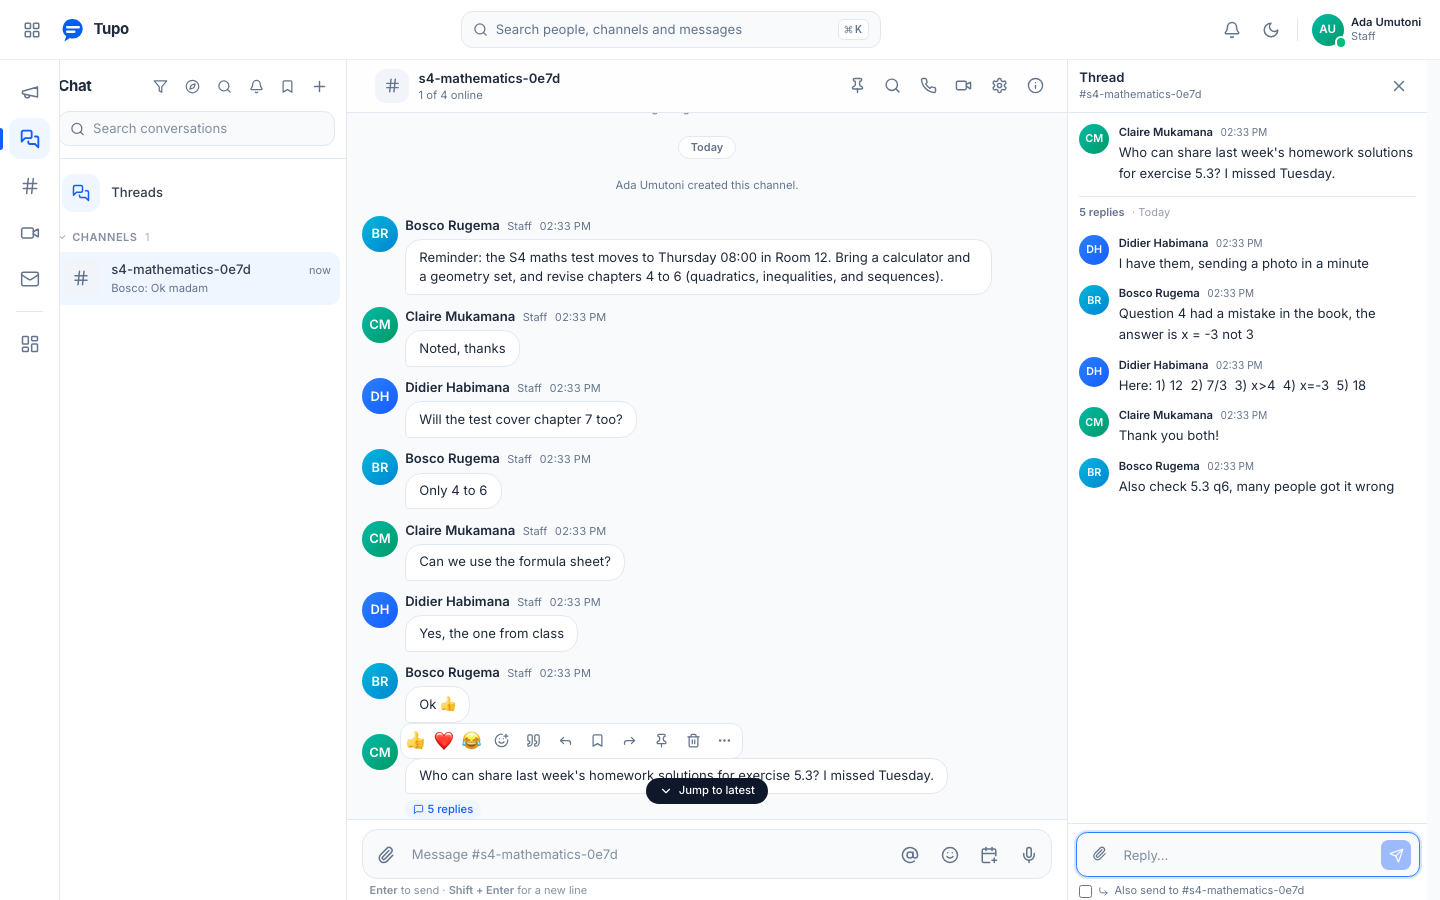 Tupo
Search people, channels and messages
⌘ K
AU
Ada Umutoni
Staff
Chat
Search conversations
Threads
CHANNELS 1
s4-mathematics-0e7d
now
Bosco: Ok madam
s4-mathematics-0e7d
1 of 4 online
Today
Ada Umutoni created this channel.
BR
Bosco Rugema Staff 02:33 PM
Reminder: the S4 maths test moves to Thursday 08:00 in Room 12. Bring a calculator and
a geometry set, and revise chapters 4 to 6 (quadratics, inequalities, and sequences).
CM
Claire Mukamana Staff 02:33 PM
Noted, thanks
DH
Didier Habimana Staff 02:33 PM
Will the test cover chapter 7 too?
BR
Bosco Rugema Staff 02:33 PM
Only 4 to 6
CM
Claire Mukamana Staff 02:33 PM
Can we use the formula sheet?
DH
Didier Habimana Staff 02:33 PM
Yes, the one from class
BR
Bosco Rugema Staff 02:33 PM
Ok 👍
CM
Who can share last week's homework solutions for exercise 5.3? I missed Tuesday.
Jump to latest
5 replies
Message #s4-mathematics-0e7d
Enter to send · Shift + Enter for a new line
Thread
#s4-mathematics-0e7d
CM
Claire Mukamana 02:33 PM
Who can share last week's homework solutions
for exercise 5.3? I missed Tuesday.
5 replies · Today
DH
Didier Habimana 02:33 PM
I have them, sending a photo in a minute
BR
Bosco Rugema 02:33 PM
Question 4 had a mistake in the book, the
answer is x = -3 not 3
DH
Didier Habimana 02:33 PM
Here: 1) 12 2) 7/3 3) x>4 4) x=-3 5) 18
CM
Claire Mukamana 02:33 PM
Thank you both!
BR
Bosco Rugema 02:33 PM
Also check 5.3 q6, many people got it wrong
Reply...
Also send to #s4-mathematics-0e7d